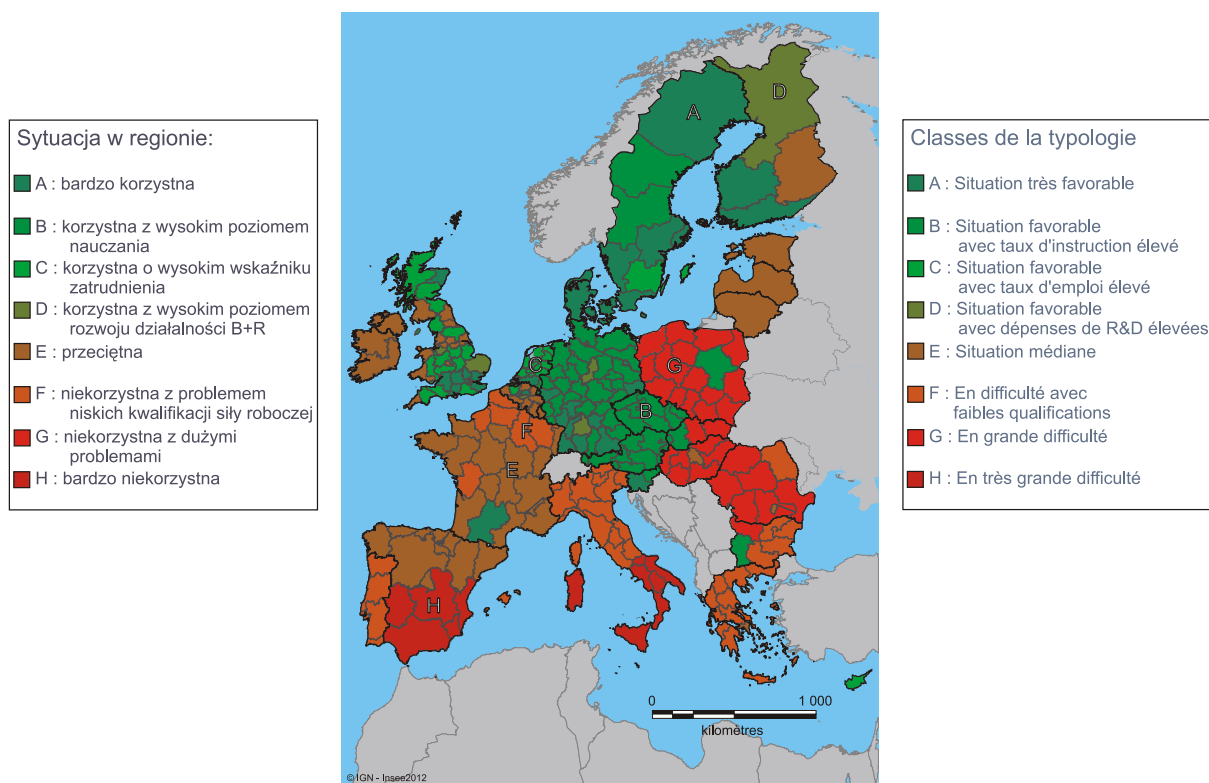 Sytuacja w regionie:
A : bardzo korzystna
B : korzystna z wysokim poziomem
nauczania
C : korzystna o wysokim wskaźniku
zatrudnienia
D : korzystna z wysokim poziomem
rozwoju działalności B+R
E : przeciętna
F : niekorzystna z problemem
niskich kwalifikacji siły roboczej
G : niekorzystna z dużymi
problemami
H : bardzo niekorzystna
A
D
C
G
B
F
E
H
0 1 000
kilomètres
© IGN - Insee2012
Classes de la typologie
A : Situation très favorable
B : Situation favorable
avec taux d'instruction élevé
C : Situation favorable
avec taux d'emploi élevé
D : Situation favorable
avec dépenses de R&D élevées
E : Situation médiane
F : En difficulté avec
faibles qualifications
G : En grande difficulté
H : En très grande difficulté